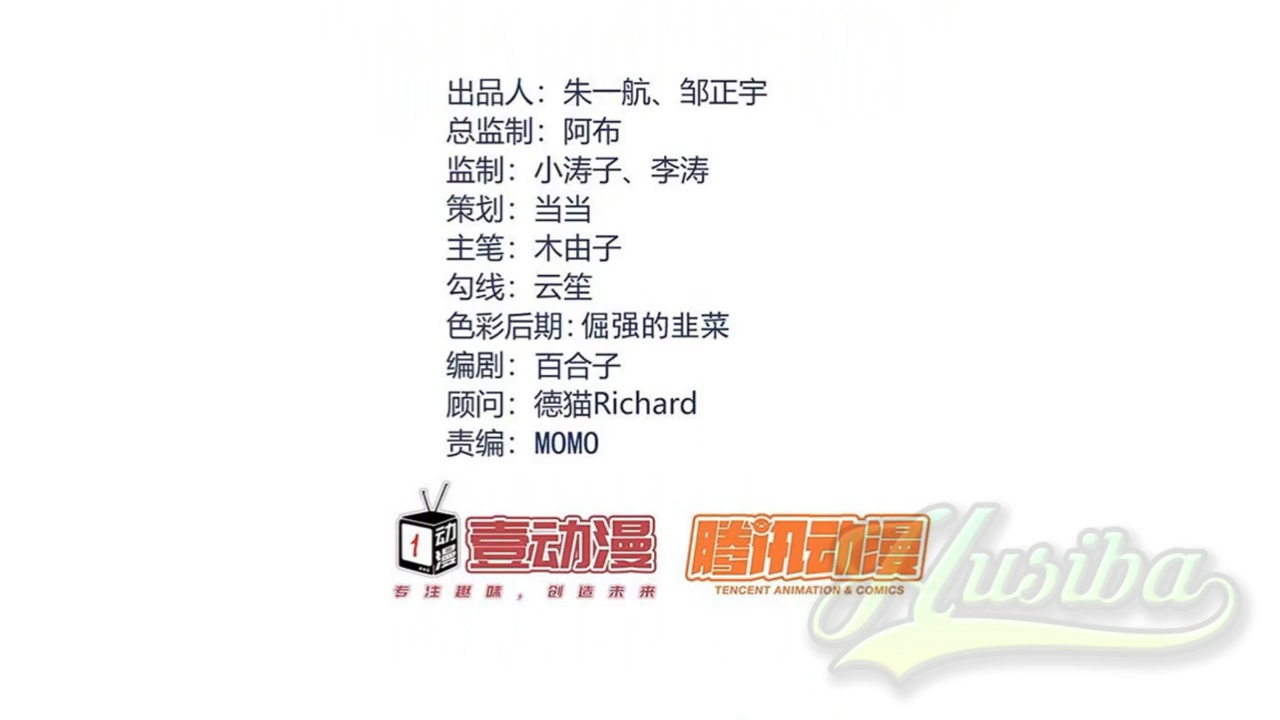 出品人：朱一航、邹正宇
总监制：阿布
监制：小涛子、李涛
策划：当当
主笔：木由子
勾线：云笙
色彩后期：倔强的韭菜
编剧：百合子
顾问：德猫Richard
责编：MOMO
1 动漫 壹动漫
专注趣味，创造未来
腾讯动漫
TENCENT ANIMATION & COMICS
Husiba